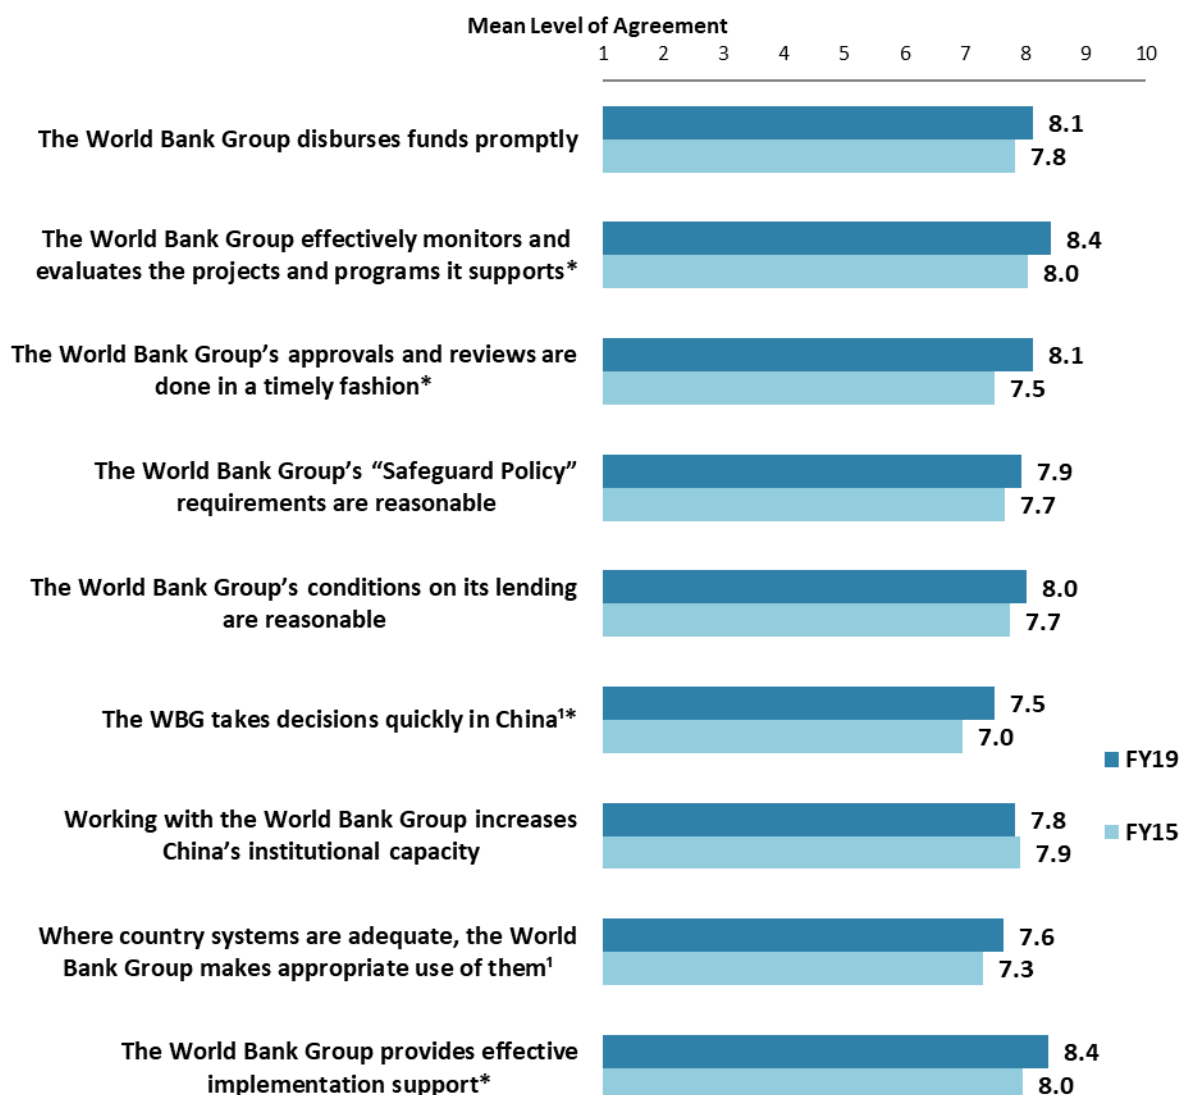 Mean Level of Agreement
1 2 3 4 5 6 7 8 9 10
The World Bank Group disburses funds promptly
8.1
7.8
The World Bank Group effectively monitors and
evaluates the projects and programs it supports*
8.4
8.0
The World Bank Group’s approvals and reviews are
done in a timely fashion*
8.1
7.5
The World Bank Group’s “Safeguard Policy”
requirements are reasonable
7.9
7.7
The World Bank Group’s conditions on its lending
are reasonable
8.0
7.7
The WBG takes decisions quickly in China¹*
7.5
7.0
Working with the World Bank Group increases
China’s institutional capacity
7.8
7.9
Where country systems are adequate, the World
Bank Group makes appropriate use of them¹
7.6
7.3
The World Bank Group provides effective
implementation support*
8.4
8.0
FY19
FY15